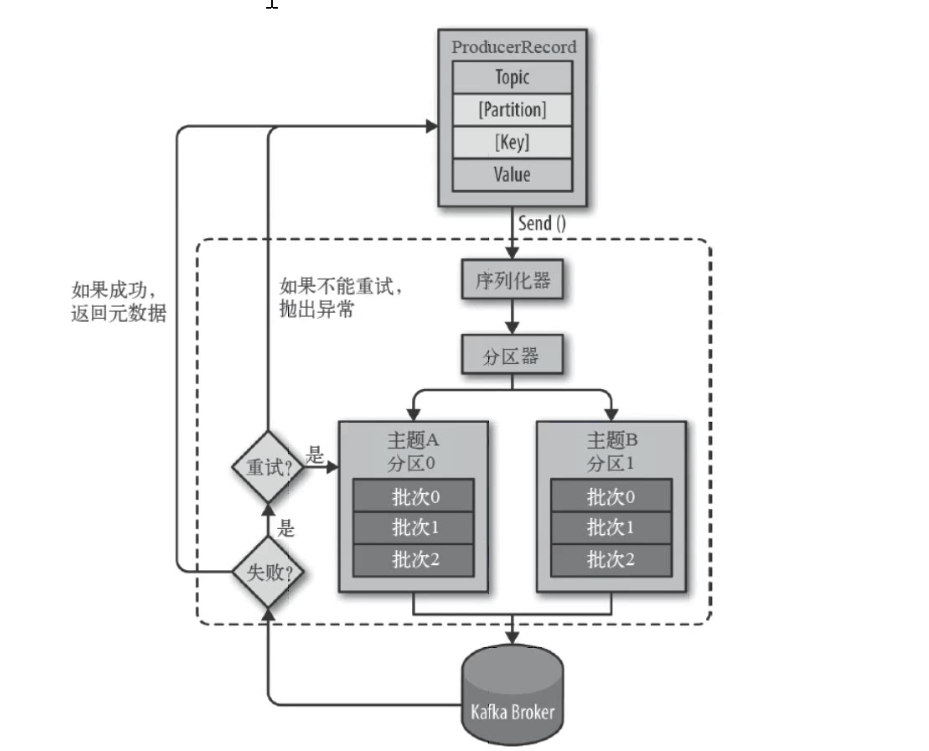 ProducerRecord
Topic
[Partition]
[Key]
Value
Send ()
序列化器
如果成功，
返回元数据
如果不能重试，
抛出异常
分区器
主题A
分区0
批次0
批次1
批次2
主题B
分区1
批次0
批次1
批次2
重试?
是
是
失败?
Kafka Broker